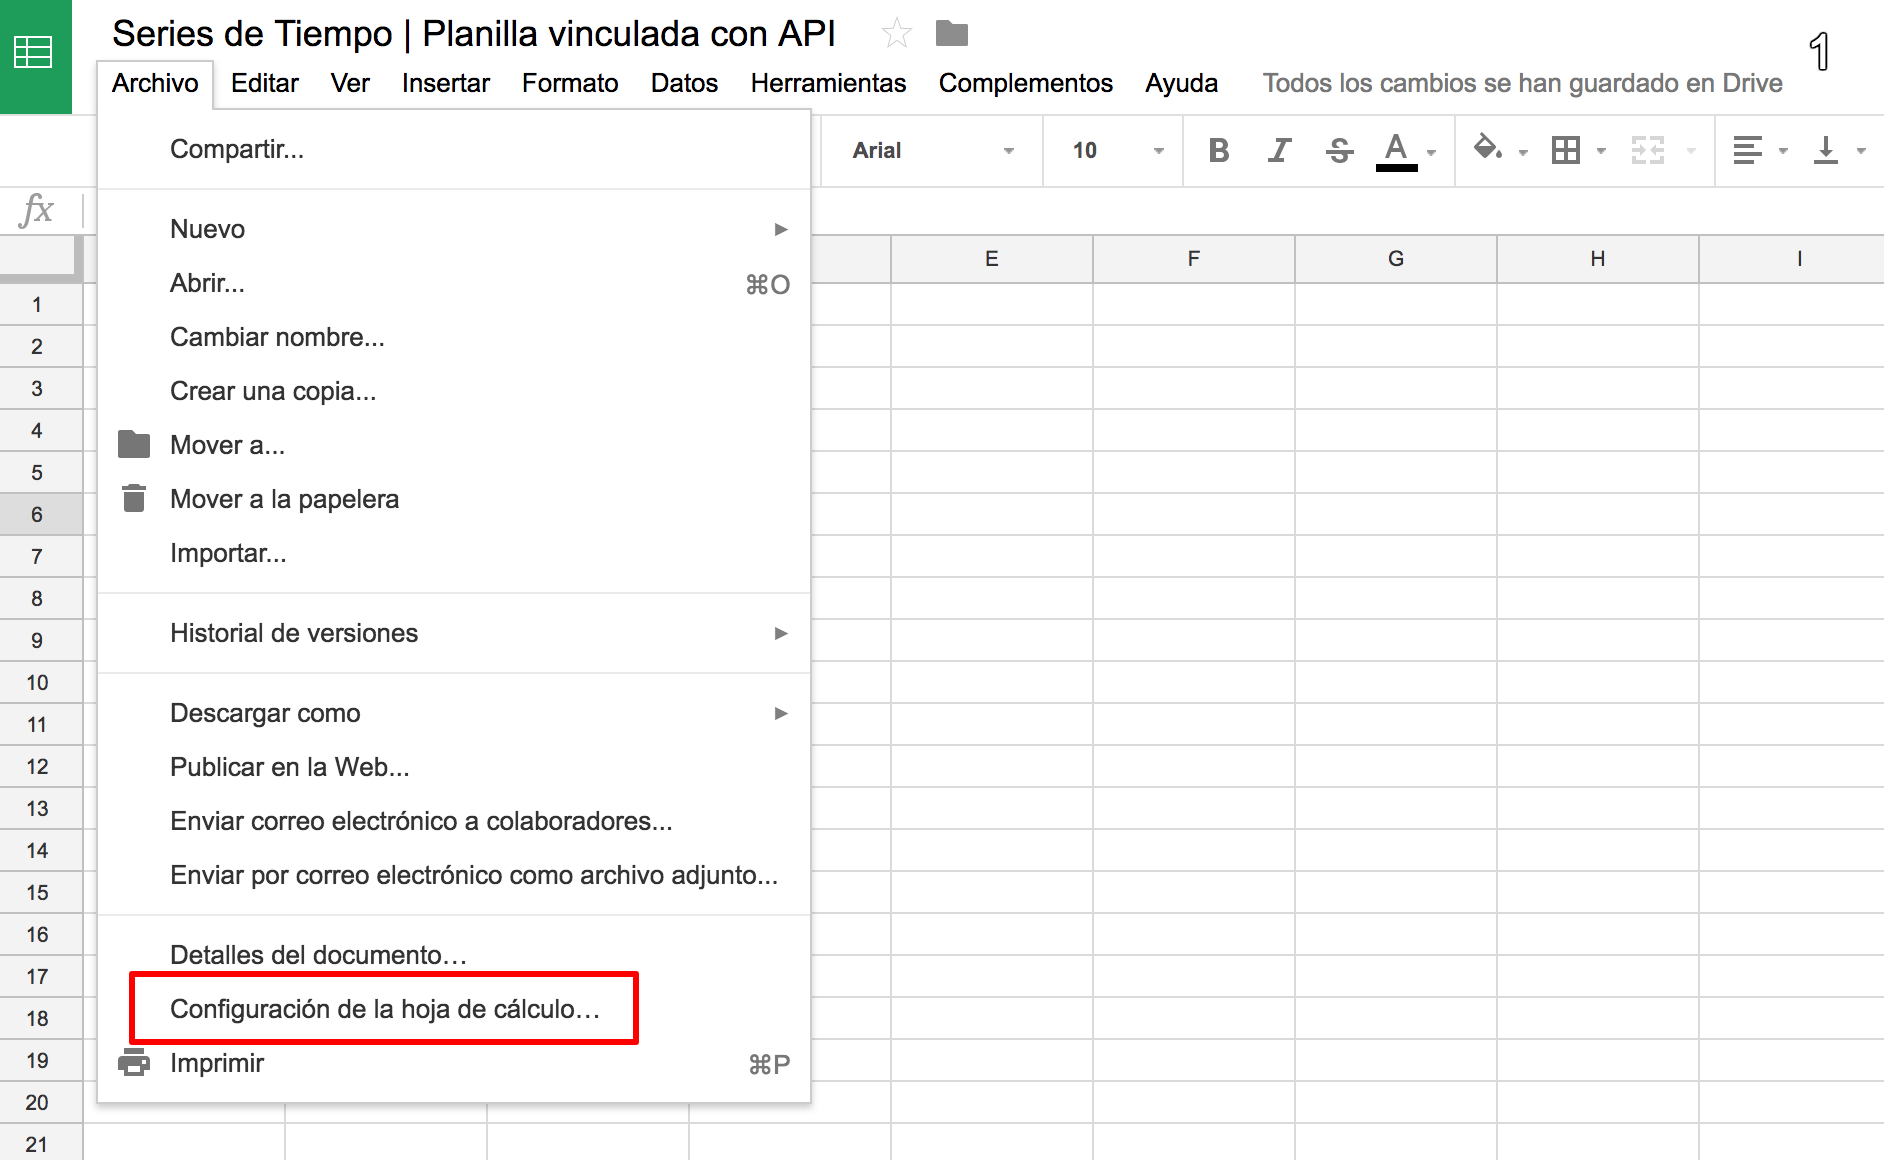 Series de Tiempo | Planilla vinculada con API
1
Archivo Editar Ver Insertar Formato Datos Herramientas Complementos Ayuda Todos los cambios se han guardado en Drive
Arial 10 B I S A
fx
Compartir...
Nuevo
Abrir... ⌘O
Cambiar nombre...
Crear una copia...
Mover a...
Mover a la papelera
Importar...
Historial de versiones
Descargar como
Publicar en la Web...
Enviar correo electrónico a colaboradores...
Enviar por correo electrónico como archivo adjunto...
Detalles del documento…
Configuración de la hoja de cálculo…
Imprimir ⌘P
E F G H I
1
2
3
4
5
6
7
8
9
10
11
12
13
14
15
16
17
18
19
20
21